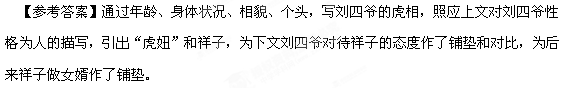 【参考答案】通过年龄、身体状况、相貌、个头，写刘四爷的虎相，照应上文对刘四爷性
格为人的描写，引出“虎妞”和祥子，为下文刘四爷对待祥子的态度作了铺垫和对比，为后
来祥子做女婿作了铺垫。